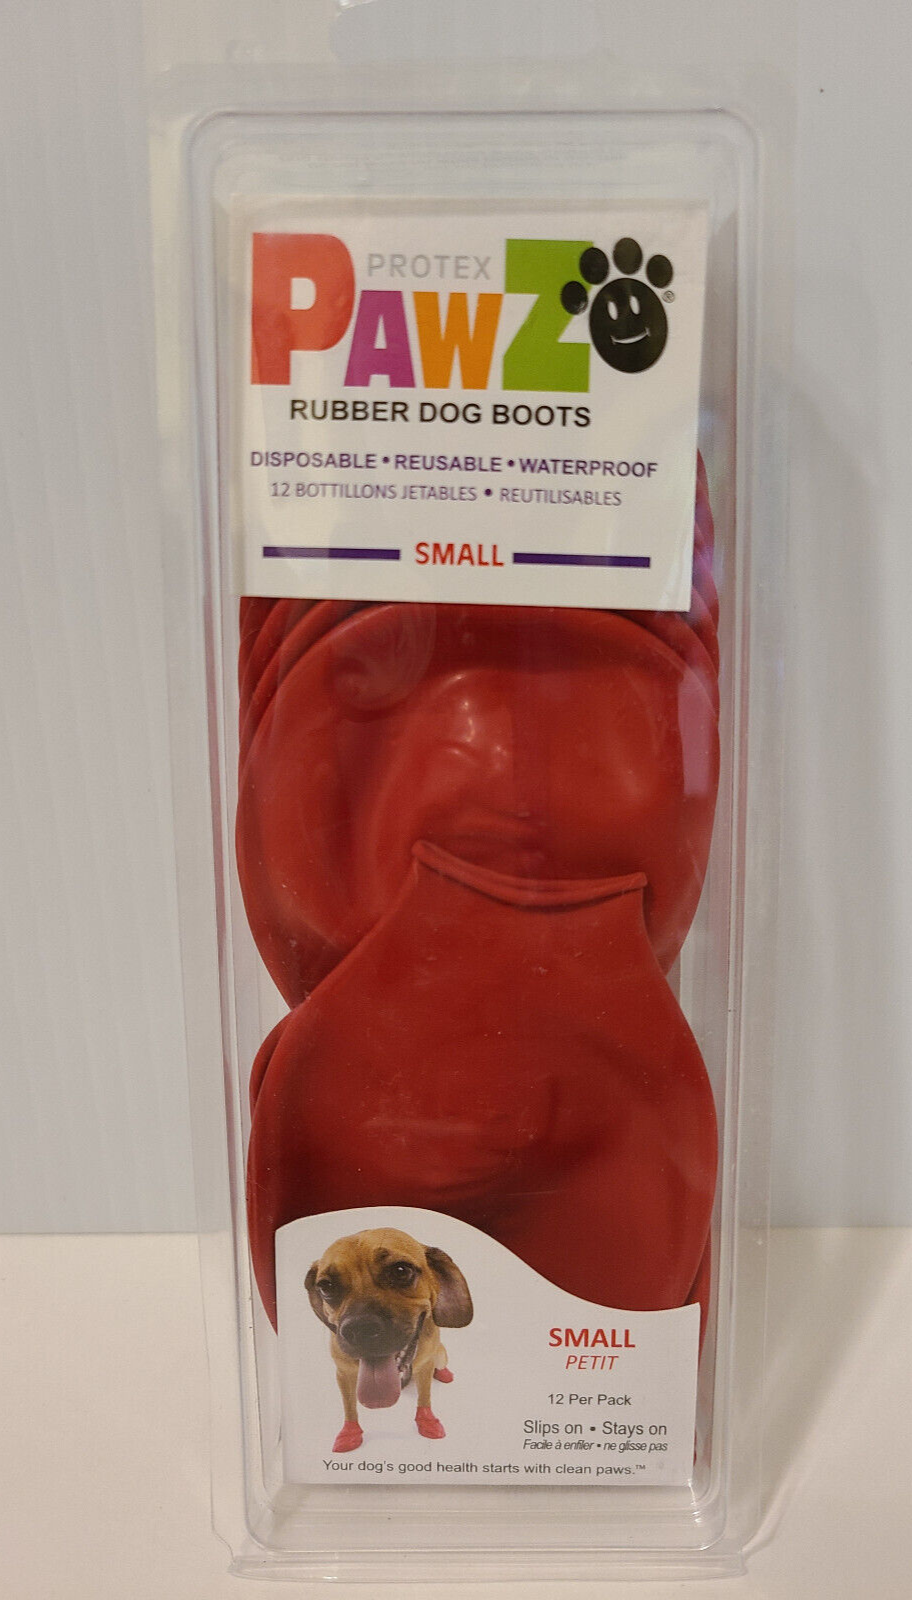 PROTEX
PAWZ®
RUBBER DOG BOOTS
DISPOSABLE • REUSABLE • WATERPROOF
12 BOTTILLONS JETABLES • REUTILISABLES
SMALL
SMALL
PETIT
12 Per Pack
Slips on • Stays on
Facile à enfiler • ne glisse pas
Your dog's good health starts with clean paws.™